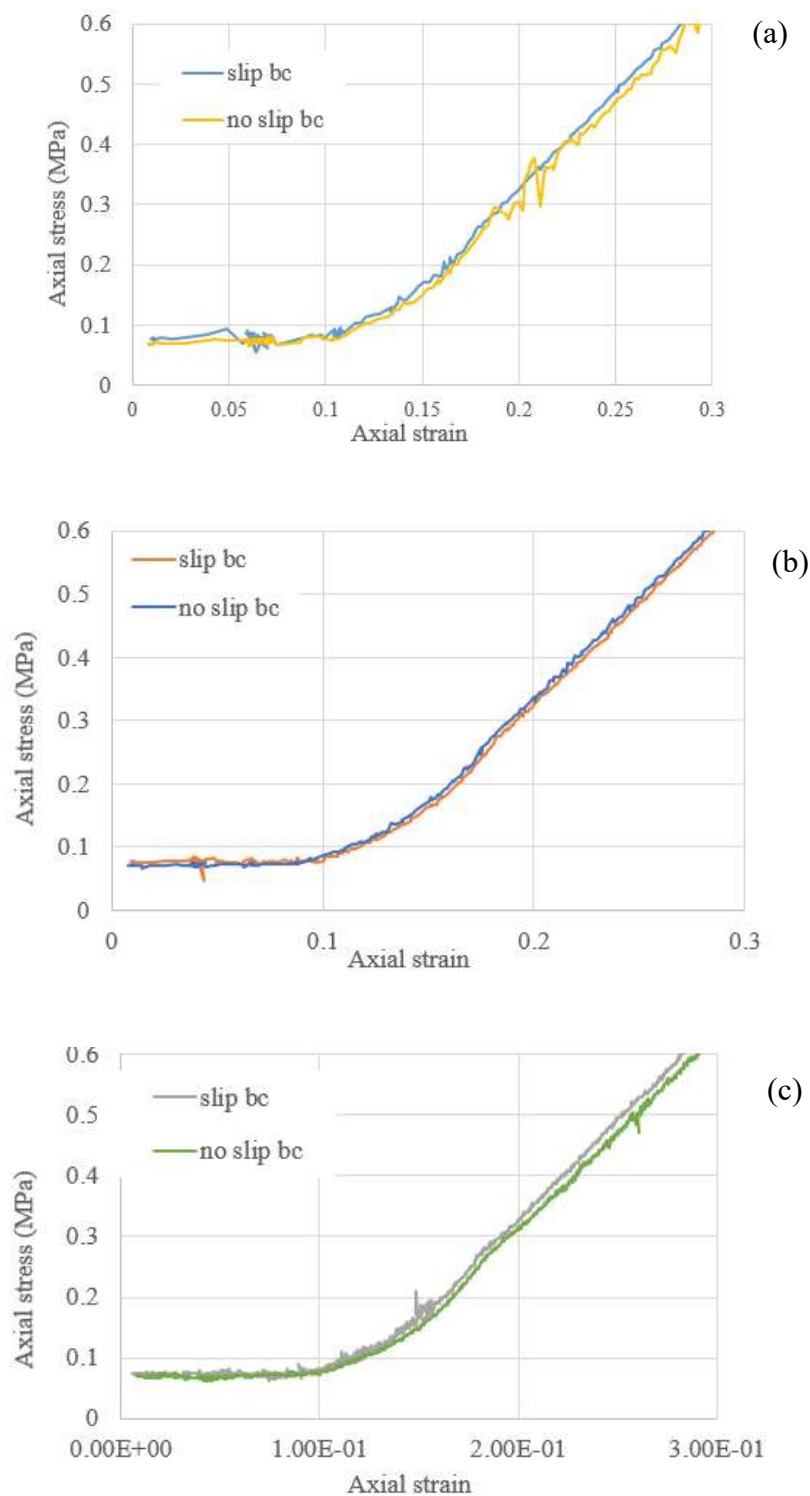 (a)
0.6
0.5
0.4
0.3
0.2
0.1
0
Axial stress (MPa)
slip bc
no slip bc
0 0.05 0.1 0.15 0.2 0.25 0.3
Axial strain
(b)
0.6
0.5
0.4
0.3
0.2
0.1
0
Axial stress (MPa)
slip bc
no slip bc
0 0.1 0.2 0.3
Axial strain
(c)
0.6
0.5
0.4
0.3
0.2
0.1
0
Axial stress (MPa)
slip bc
no slip bc
0.00E+00 1.00E-01 2.00E-01 3.00E-01
Axial strain